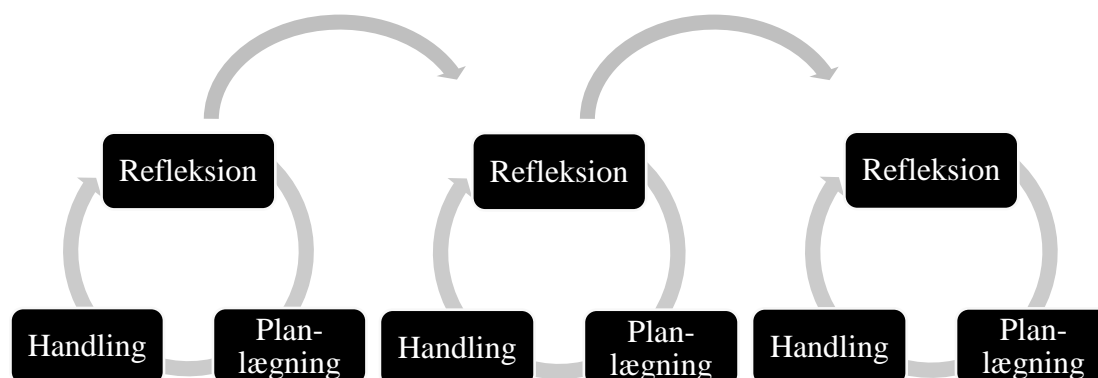 Refleksion
Refleksion
Refleksion
Handling
Plan-
lægning
Handling
Plan-
lægning
Handling
Plan-
lægning